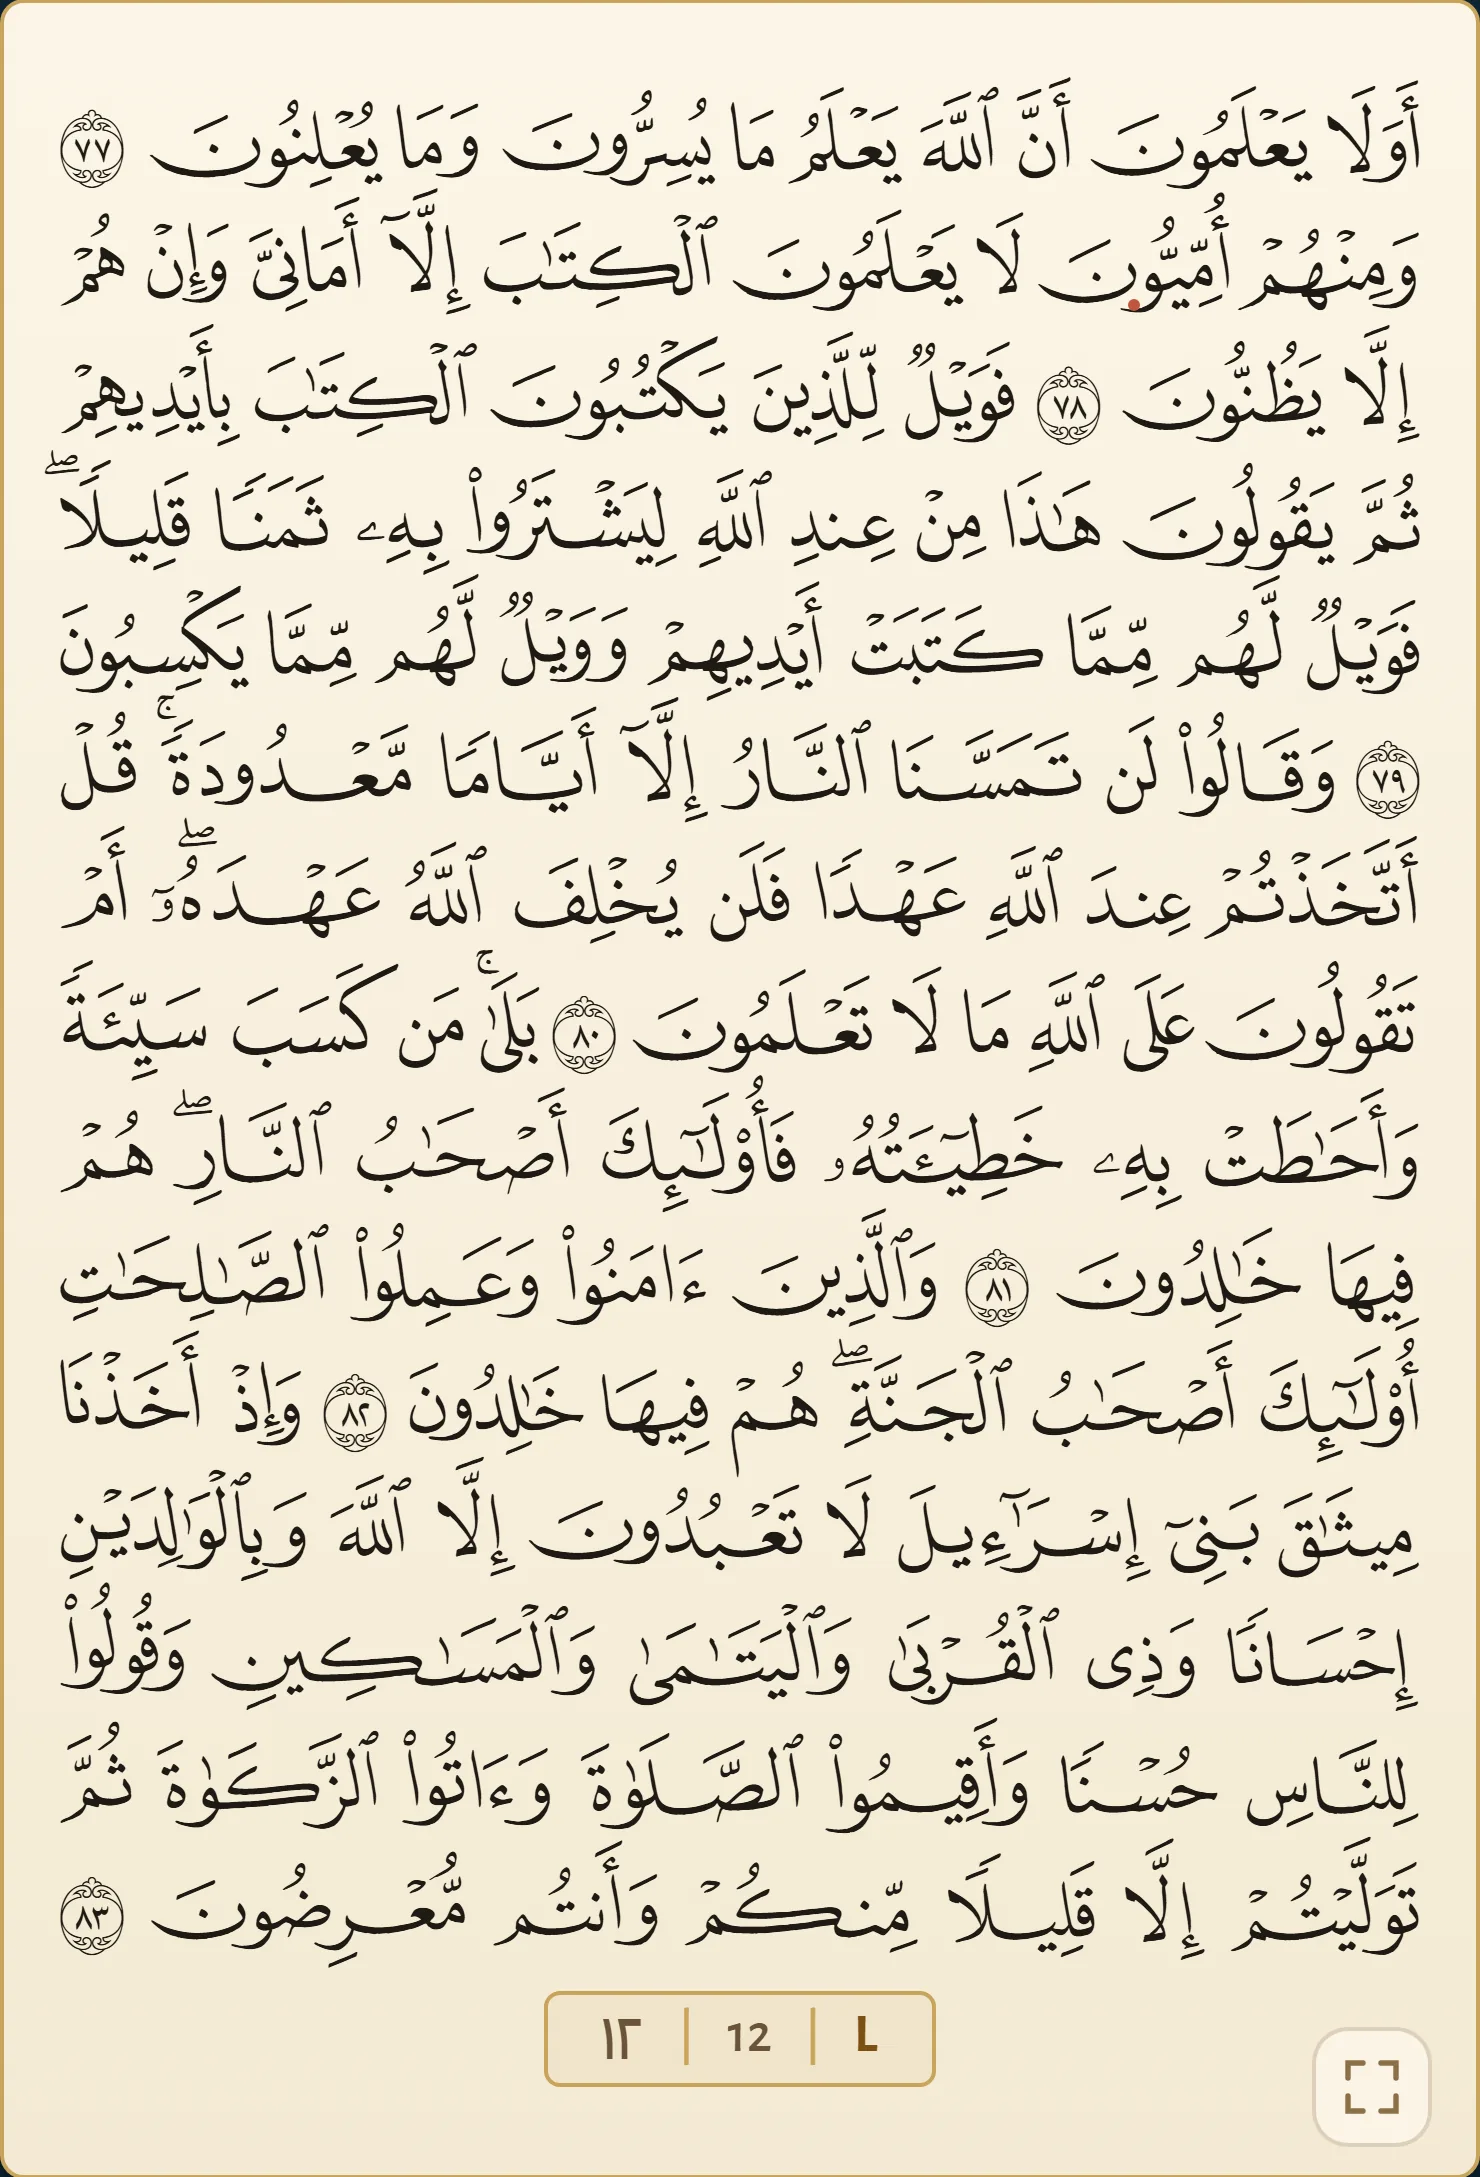 أَوَلَا يَعۡلَمُونَ أَنَّ ٱللَّهَ يَعۡلَمُ مَا يُسِرُّونَ وَمَا يُعۡلِنُونَ ٧٧
وَمِنۡهُمۡ أُمِّيُّونَ لَا يَعۡلَمُونَ ٱلۡكِتَٰبَ إِلَّآ أَمَانِيَّ وَإِنۡ هُمۡ
إِلَّا يَظُنُّونَ ٧٨ فَوَيۡلٞ لِّلَّذِينَ يَكۡتُبُونَ ٱلۡكِتَٰبَ بِأَيۡدِيهِمۡ
ثُمَّ يَقُولُونَ هَٰذَا مِنۡ عِندِ ٱللَّهِ لِيَشۡتَرُواْ بِهِۦ ثَمَنٗا قَلِيلٗاۖ
فَوَيۡلٞ لَّهُم مِّمَّا كَتَبَتۡ أَيۡدِيهِمۡ وَوَيۡلٞ لَّهُم مِّمَّا يَكۡسِبُونَ
٧٩ وَقَالُواْ لَن تَمَسَّنَا ٱلنَّارُ إِلَّآ أَيَّامٗا مَّعۡدُودَةٗۚ قُلۡ
أَتَّخَذۡتُمۡ عِندَ ٱللَّهِ عَهۡدٗا فَلَن يُخۡلِفَ ٱللَّهُ عَهۡدَهُۥٓۖ أَمۡ
تَقُولُونَ عَلَى ٱللَّهِ مَا لَا تَعۡلَمُونَ ٨٠ بَلَىٰۚ مَن كَسَبَ سَيِّئَةٗ
وَأَحَٰطَتۡ بِهِۦ خَطِيٓـَٔتُهُۥ فَأُوْلَٰٓئِكَ أَصۡحَٰبُ ٱلنَّارِۖ هُمۡ
فِيهَا خَٰلِدُونَ ٨١ وَٱلَّذِينَ ءَامَنُواْ وَعَمِلُواْ ٱلصَّٰلِحَٰتِ
أُوْلَٰٓئِكَ أَصۡحَٰبُ ٱلۡجَنَّةِۖ هُمۡ فِيهَا خَٰلِدُونَ ٨٢ وَإِذۡ أَخَذۡنَا
مِيثَٰقَ بَنِيٓ إِسۡرَٰٓءِيلَ لَا تَعۡبُدُونَ إِلَّا ٱللَّهَ وَبِٱلۡوَٰلِدَيۡنِ
إِحۡسَانٗا وَذِي ٱلۡقُرۡبَىٰ وَٱلۡيَتَٰمَىٰ وَٱلۡمَسَٰكِينِ وَقُولُواْ
لِلنَّاسِ حُسۡنٗا وَأَقِيمُواْ ٱلصَّلَوٰةَ وَءَاتُواْ ٱلزَّكَوٰةَ ثُمَّ
تَوَلَّيۡتُمۡ إِلَّا قَلِيلٗا مِّنكُمۡ وَأَنتُم مُّعۡرِضُونَ ٨٣
١٢ | 12 | L